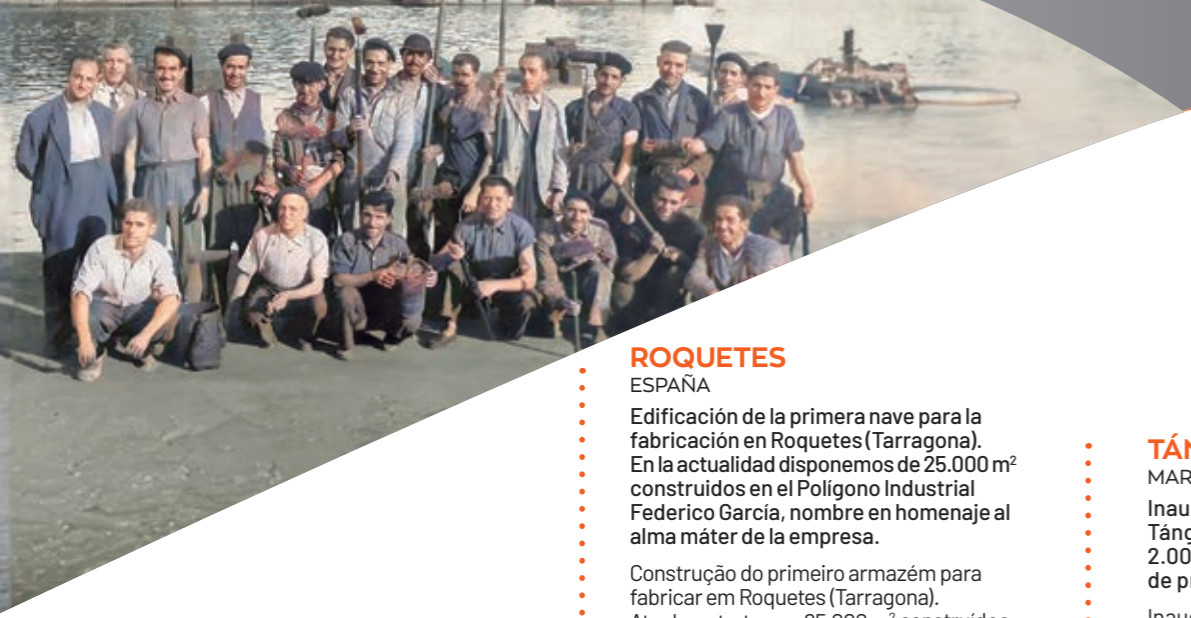 ROQUETES
ESPAÑA
Edificación de la primera nave para la
fabricación en Roquetes (Tarragona).
En la actualidad disponemos de 25.000 m²
construidos en el Polígono Industrial
Federico García, nombre en homenaje al
alma máter de la empresa.
Construção do primeiro armazém para
fabricar em Roquetes (Tarragona).